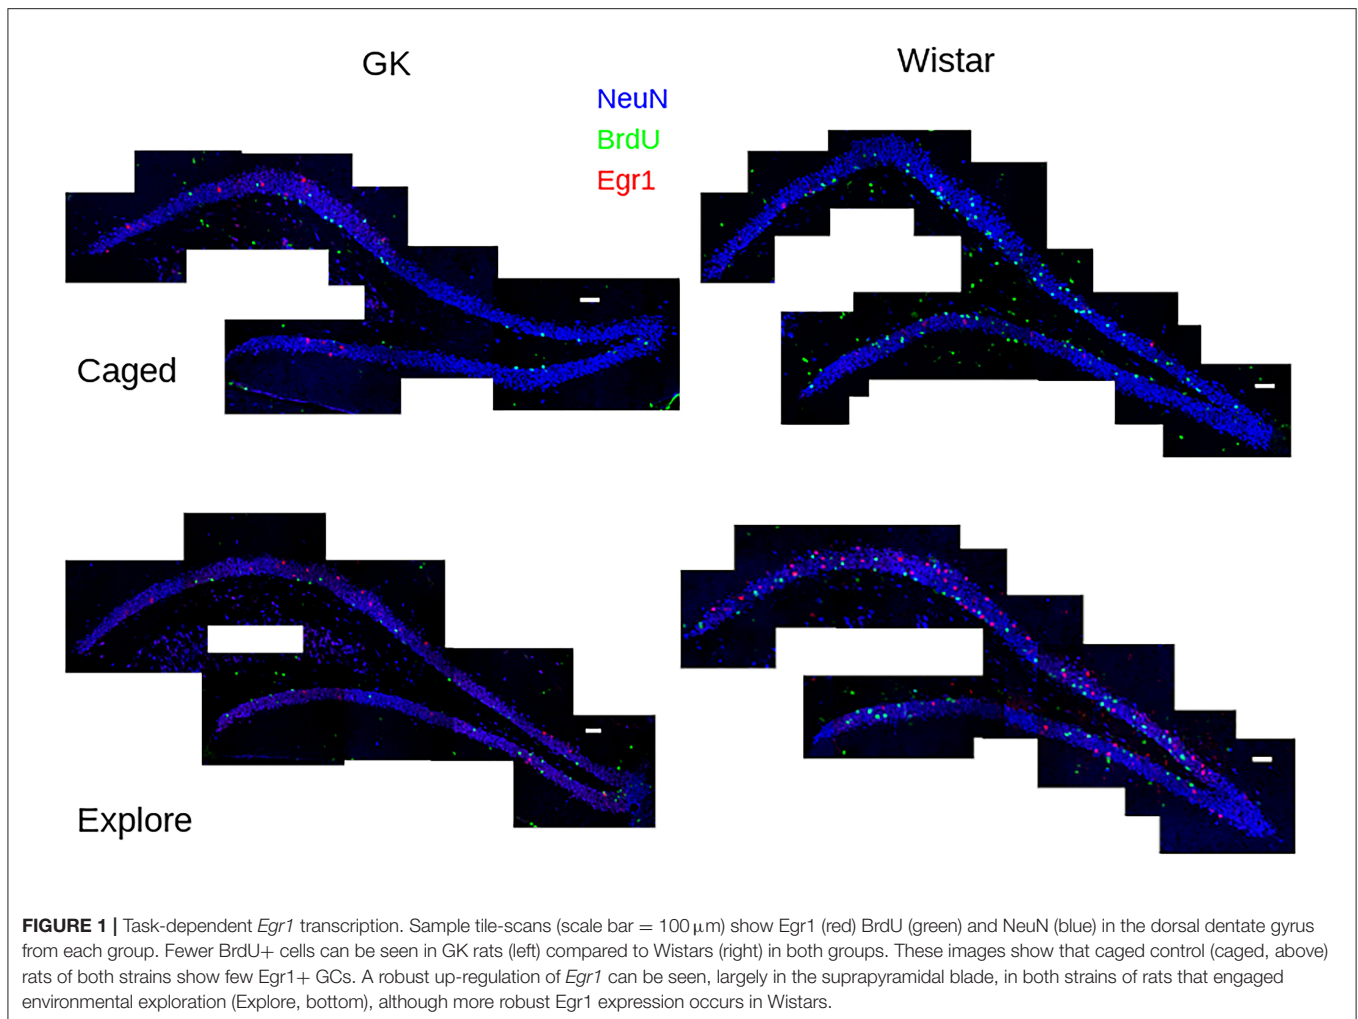 GK
Wistar
NeuN
BrdU
Egr1
Caged
Explore
FIGURE 1 | Task-dependent Egr1 transcription. Sample tile-scans (scale bar = 100 μm) show Egr1 (red) BrdU (green) and NeuN (blue) in the dorsal dentate gyrus
from each group. Fewer BrdU+ cells can be seen in GK rats (left) compared to Wistars (right) in both groups. These images show that caged control (caged, above)
rats of both strains show few Egr1+ GCs. A robust up-regulation of Egr1 can be seen, largely in the suprapyramidal blade, in both strains of rats that engaged
environmental exploration (Explore, bottom), although more robust Egr1 expression occurs in Wistars.